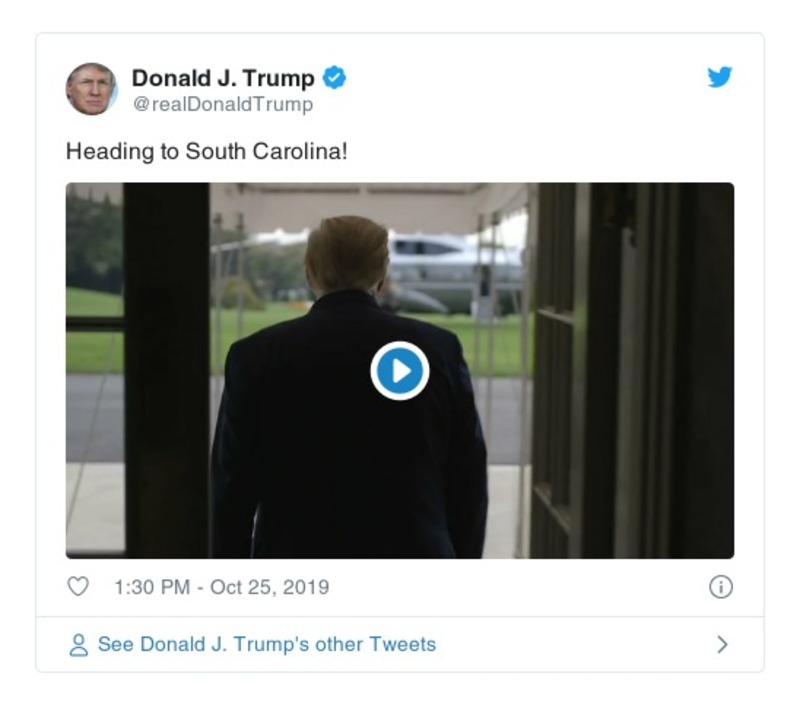 Donald J. Trump
@realDonaldTrump
Heading to South Carolina!
1:30 PM - Oct 25, 2019
See Donald J. Trump's other Tweets